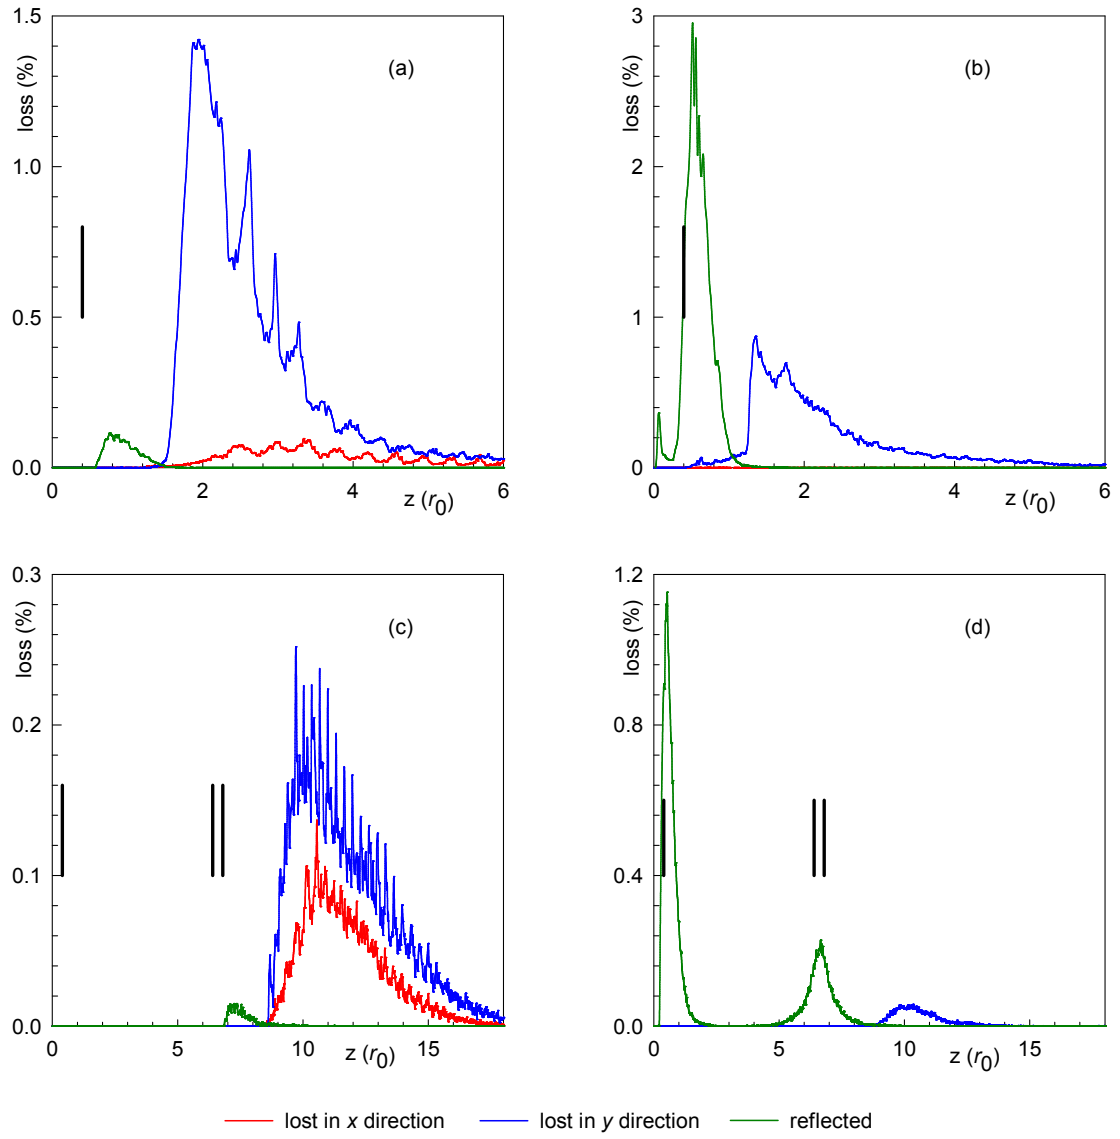 1.5
3
(a)
(b)
loss (%)
loss (%)
1.0
2
0.5
1
0.0
0
0
2
4
6
0
2
4
6
z (r0)
z (r0)
0.3
1.2
(c)
(d)
loss (%)
loss (%)
0.2
0.8
0.1
0.4
0.0
0.0
0
5
10
15
0
5
10
15
z (r0)
z (r0)
lost in x direction
lost in y direction
reflected